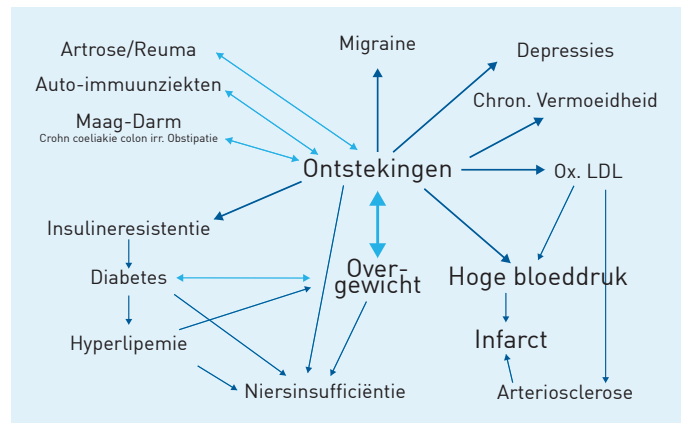 Artrose/Reuma
Migraine
Depressies
Auto-immuunziekten
Chron. Vermoeidheid
Maag-Darm
Crohn coeliakie colon irr. Obstipatie
Ontstekingen
Ox. LDL
Insulineresistentie
Diabetes
Over-
gewicht
Hoge bloeddruk
Hyperlipemie
Infarct
Niersinsufficiëntie
Arteriosclerose